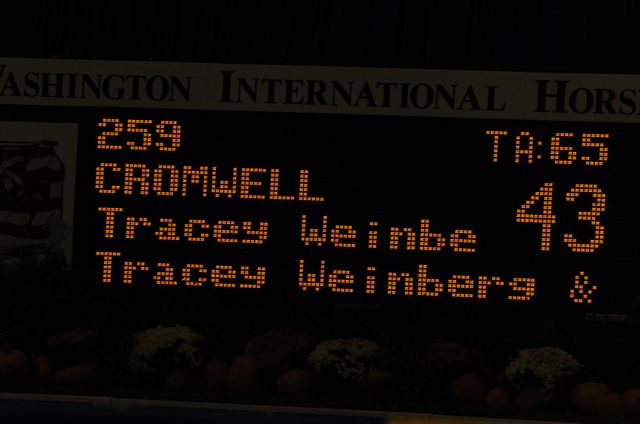 WASHINGTON INTERNATIONAL HORS
259 TA:65
CROMWELL 43
Tracey Weinbe
Tracey Weinberg &